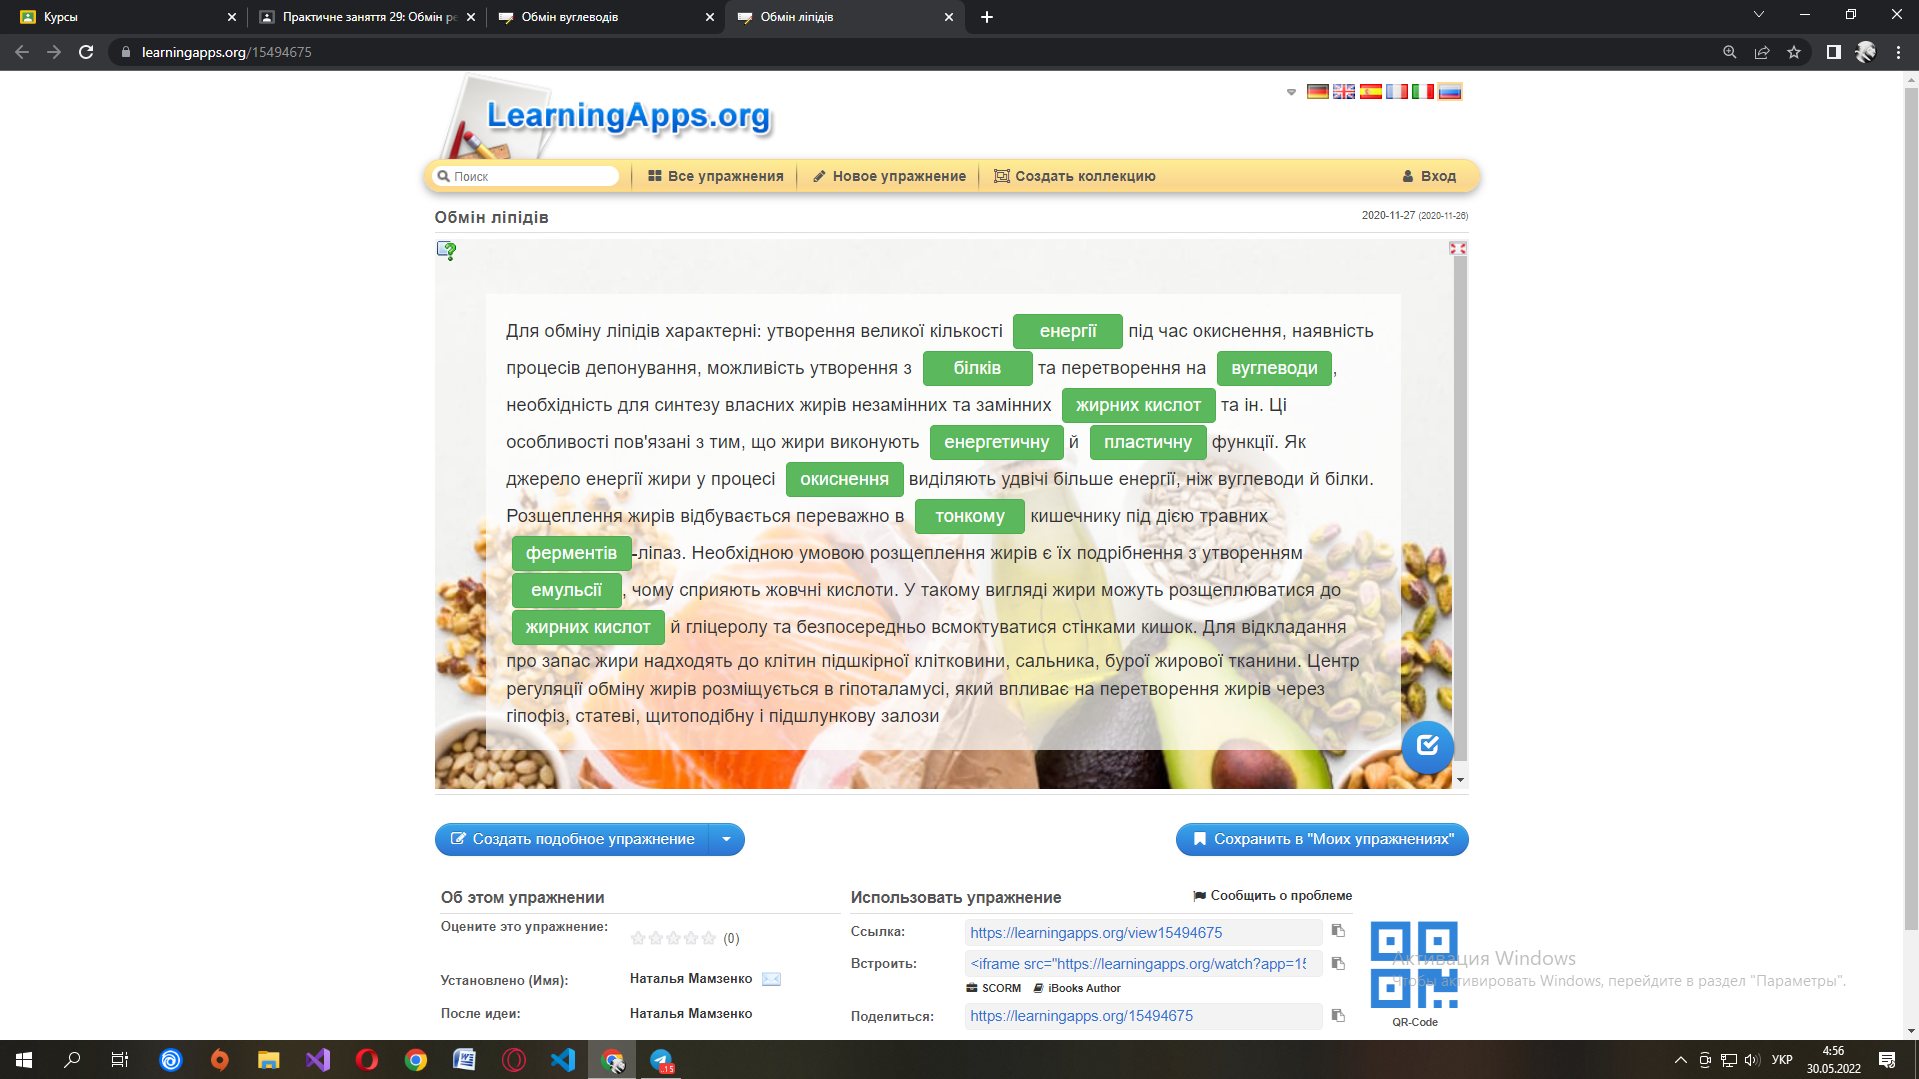 Курсы
Практичне заняття 29: Обмін ре
Обмін вуглеводів
Обмін ліпідів
learningapps.org/15494675
LearningApps.org
Поиск
Все упражнения
Новое упражнение
Создать коллекцию
Вход
Обмін ліпідів
2020-11-27 (2020-11-26)
Для обміну ліпідів характерні: утворення великої кількості енергії під час окиснення, наявність
процесів депонування, можливість утворення з білків та перетворення на вуглеводи,
необхідність для синтезу власних жирів незамінних та замінних жирних кислот та ін. Ці
особливості пов'язані з тим, що жири виконують енергетичну й пластичну функції. Як
джерело енергії жири у процесі окиснення виділяють удвічі більше енергії, ніж вуглеводи й білки.
Розщеплення жирів відбувається переважно в тонкому кишечнику під дією травних
ферментів-ліпаз. Необхідною умовою розщеплення жирів є їх подрібнення з утворенням
емульсії, чому сприяють жовчні кислоти. У такому вигляді жири можуть розщеплюватися до
жирних кислот й гліцеролу та безпосередньо всмоктуватися стінками кишок. Для відкладання
про запас жири надходять до клітин підшкірної клітковини, сальника, бурої жирової тканини. Центр
регуляції обміну жирів розміщується в гіпоталамусі, який впливає на перетворення жирів через
гіпофіз, статеві, щитоподібну і підшлункову залози
Создать подобное упражнение
Сохранить в "Моих упражнениях"
Об этом упражнении
Оцените это упражнение:
(0)
Установлено (Имя):
Наталья Мамзенко
После идеи:
Наталья Мамзенко
Использовать упражнение
Сообщить о проблеме
Ссылка:
https://learningapps.org/view15494675
Встроить:
<iframe src="https://learningapps.org/watch?app=15
SCORM
iBooks Author
Поделиться:
https://learningapps.org/15494675
QR-Code
Активация Windows
Чтобы активировать Windows, перейдите в раздел "Параметры".
..15
УКР
4:56
30.05.2022